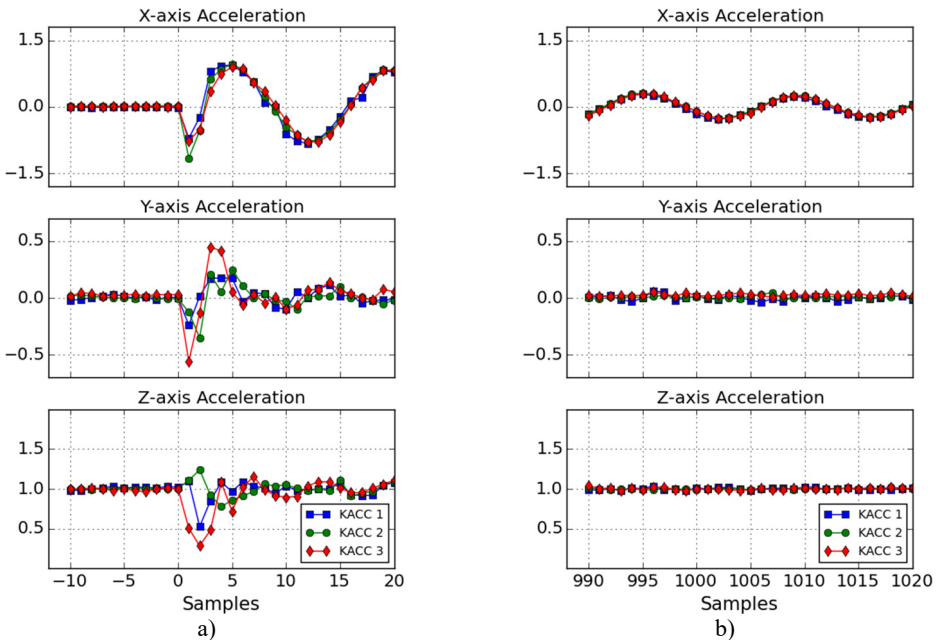 X-axis Acceleration
1.5
0.0
−1.5
Y-axis Acceleration
0.5
0.0
−0.5
Z-axis Acceleration
1.5
1.0
0.5
KACC 1
KACC 2
KACC 3
−10 −5 0 5 10 15 20
Samples
a)
X-axis Acceleration
1.5
0.0
−1.5
Y-axis Acceleration
0.5
0.0
−0.5
Z-axis Acceleration
1.5
1.0
0.5
KACC 1
KACC 2
KACC 3
990 995 1000 1005 1010 1015 1020
Samples
b)